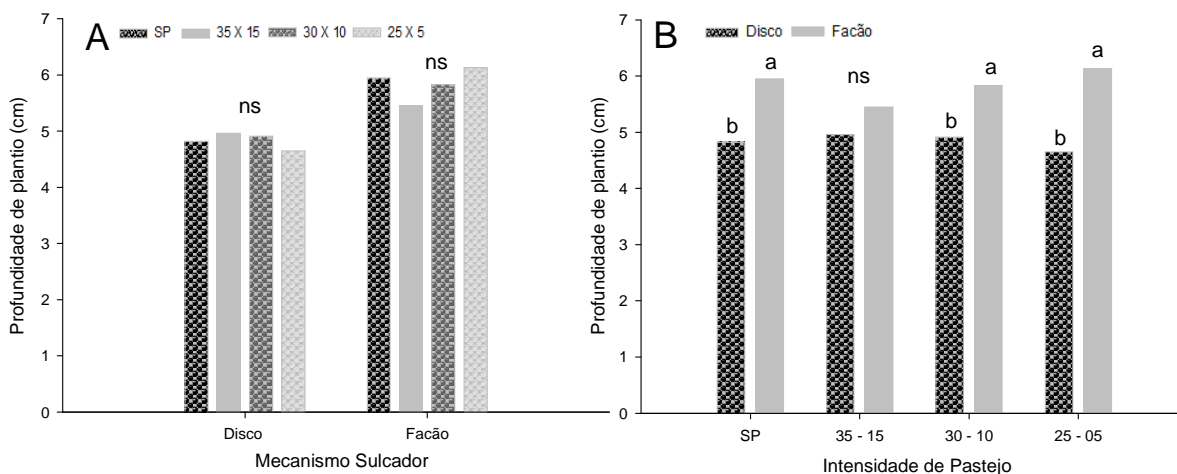 A
SP 35 X 15 30 X 10 25 X 5
Profundidade de plantio (cm)
7
6
5
4
3
2
1
0
ns
ns
Disco Facão
Mecanismo Sulcador
B
Disco Facão
Profundidade de plantio (cm)
7
6
5
4
3
2
1
0
b a ns b a b a
SP 35 - 15 30 - 10 25 - 05
Intensidade de Pastejo